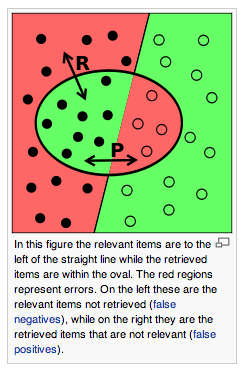 R
P
In this figure the relevant items are to the
left of the straight line while the retrieved
items are within the oval. The red regions
represent errors. On the left these are the
relevant items not retrieved (false
negatives), while on the right they are the
retrieved items that are not relevant (false
positives).